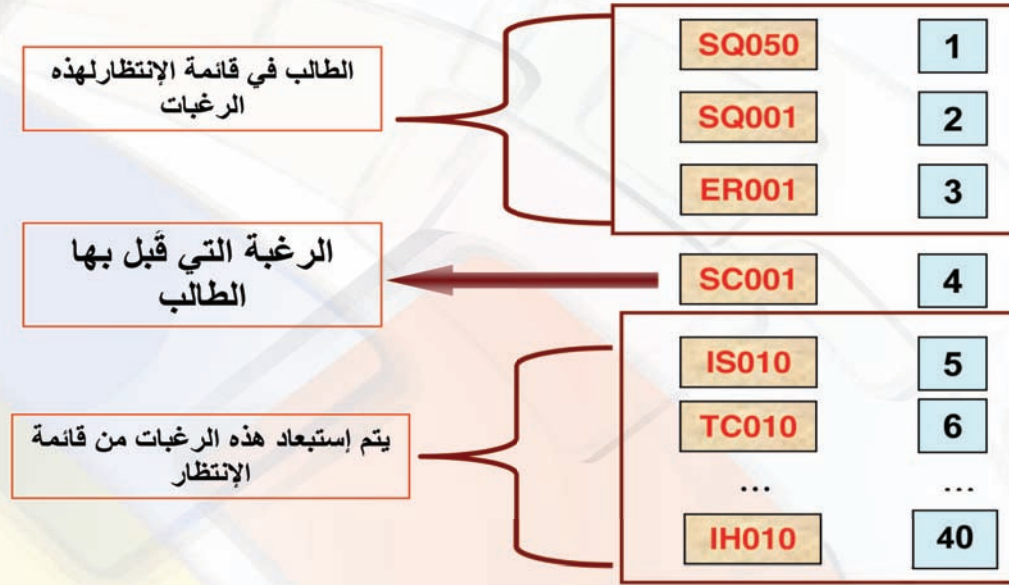 1 SQ050
2 SQ001
3 ER001
الطالب في قائمة الإنتظارلهذه
الرغبات
4 SC001
الرغبة التي قَبل بها
الطالب
5 IS010
6 TC010
... ...
40 IH010
يتم إستبعاد هذه الرغبات من قائمة
الإنتظار